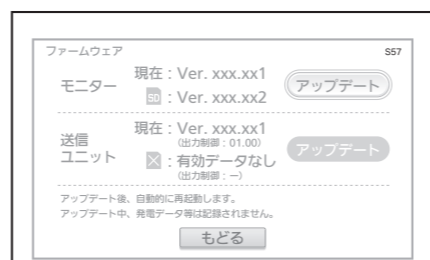 ファームウェア S57
モニター 現在 : Ver. xxx.xx1 アップデート
SD : Ver. xxx.xx2
送信ユニット 現在 : Ver. xxx.xx1 アップデート
(出力制御 : 01.00)
: 有効データなし
(出力制御 : ー)
アップデート後、自動的に再起動します。
アップデート中、発電データ等は記録されません。
もどる